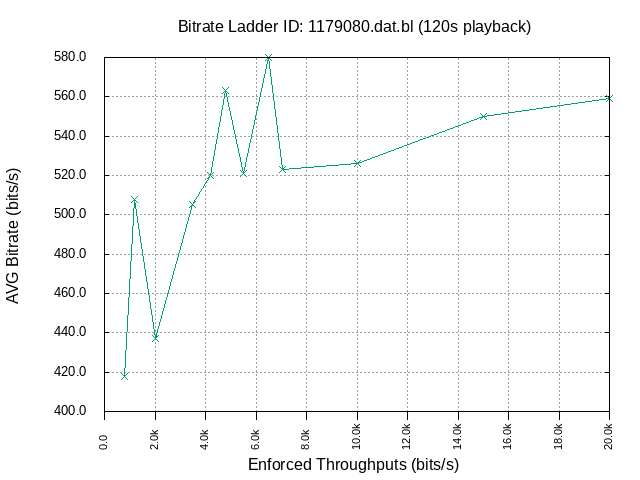 Bitrate Ladder ID: 1179080.dat.bl (120s playback)
580.0
560.0
540.0
520.0
500.0
480.0
460.0
440.0
420.0
400.0
AVG Bitrate (bits/s)
0.0
2.0k
4.0k
6.0k
8.0k
10.0k
12.0k
14.0k
16.0k
18.0k
20.0k
Enforced Throughputs (bits/s)